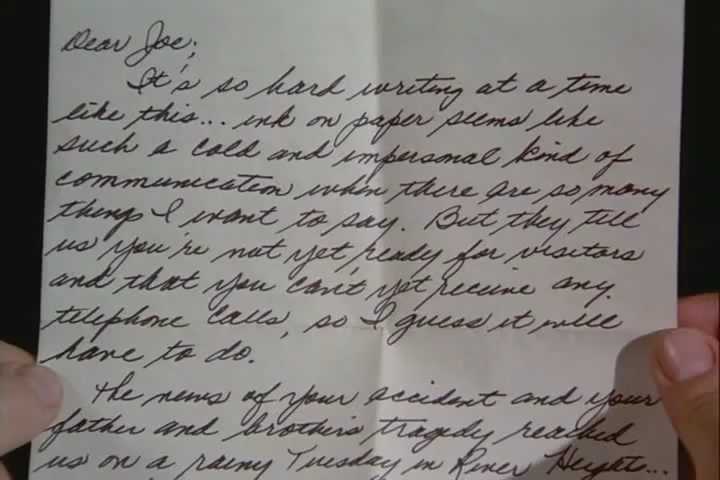 Dear Joe;
It's so hard writing at a time
like this... ink on paper seems like
such a cold and impersonal kind of
communication when there are so many
things I want to say. But they tell
us you're not yet ready for visitors
and that you can't yet receive any
telephone calls, so I guess it will
have to do.
The news of your accident and your
father and brother's tragedy reached
us on a rainy Tuesday in River Heights...